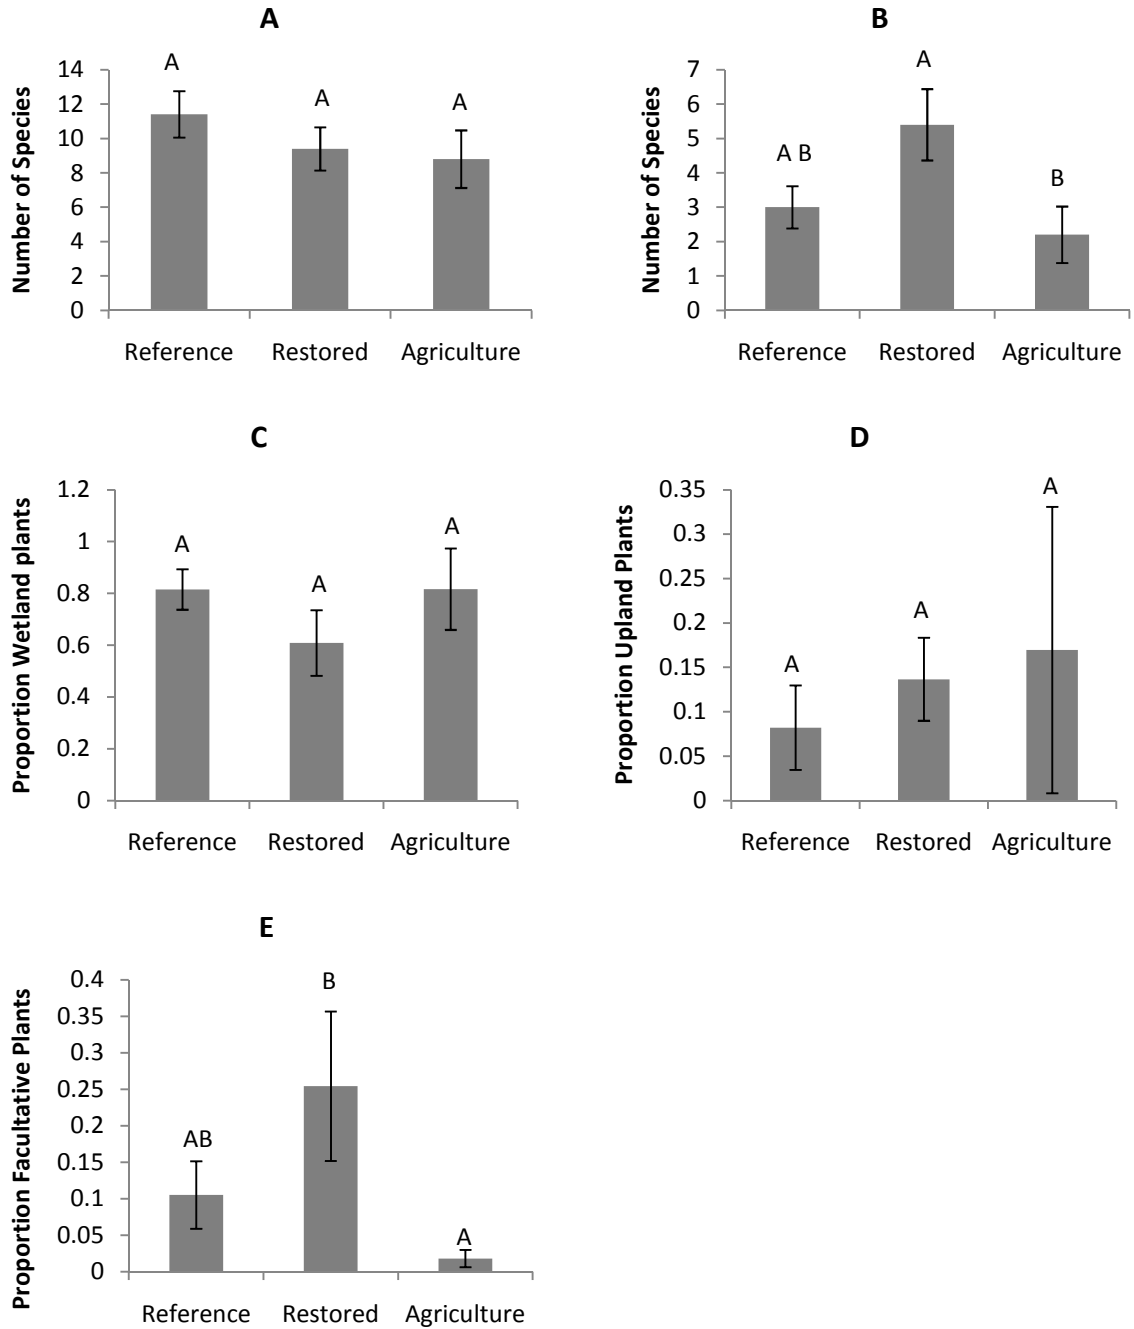 A
Number of Species
14
12
10
8
6
4
2
0
A
A
A
Reference Restored Agriculture
B
Number of Species
7
6
5
4
3
2
1
0
A B
A
B
Reference Restored Agriculture
C
Proportion Wetland plants
1.2
1
0.8
0.6
0.4
0.2
0
A
A
A
Reference Restored Agriculture
D
Proportion Upland Plants
0.35
0.3
0.25
0.2
0.15
0.1
0.05
0
A
A
A
Reference Restored Agriculture
E
Proportion Facultative Plants
0.4
0.35
0.3
0.25
0.2
0.15
0.1
0.05
0
AB
B
A
Reference Restored Agriculture